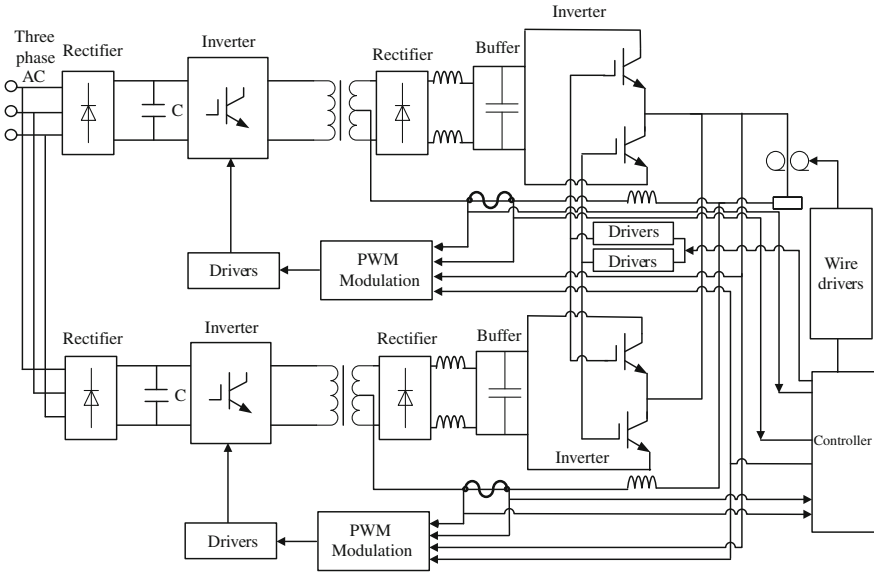 Three
phase
AC
Rectifier
Inverter
C
Rectifier
Buffer
Inverter
Drivers
PWM
Modulation
Drivers
Drivers
Wire
drivers
Rectifier
Inverter
C
Rectifier
Buffer
Inverter
Controller
Drivers
PWM
Modulation